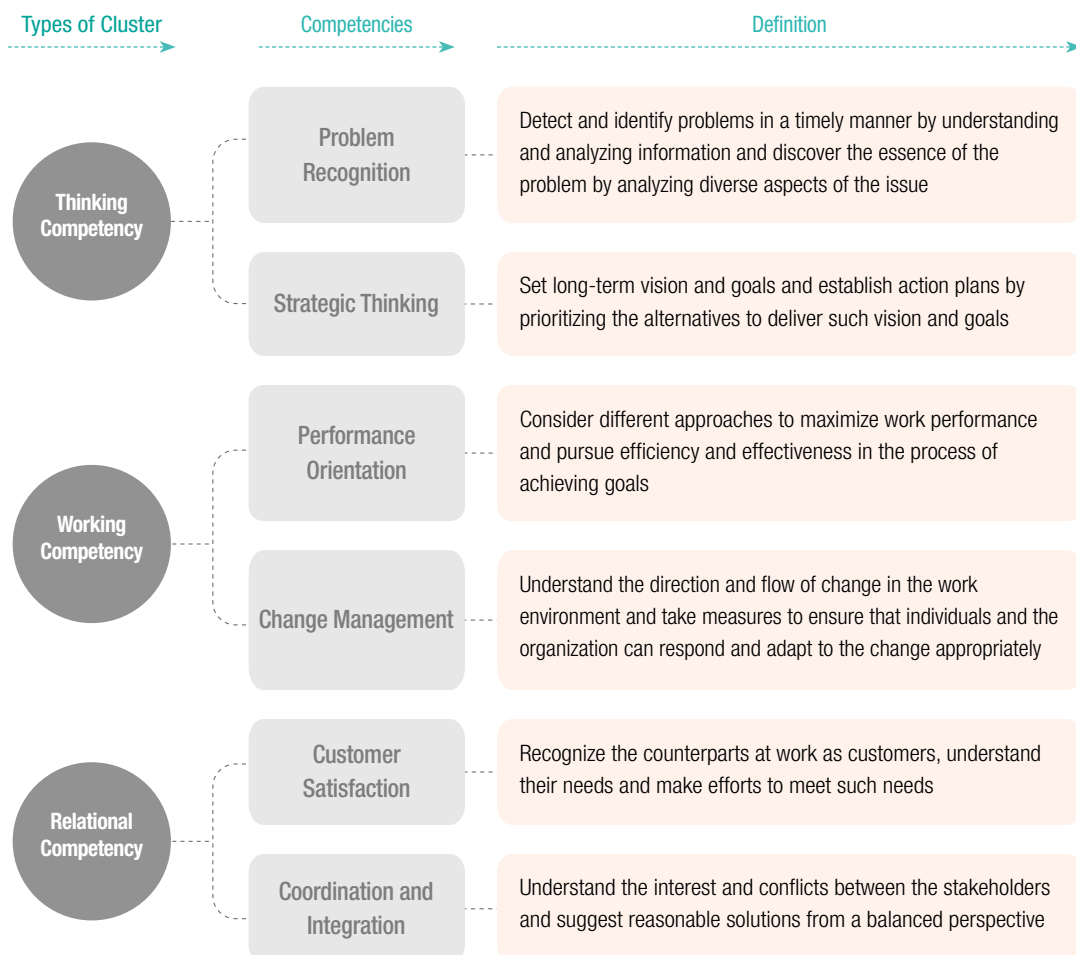 Types of Cluster
Competencies
Definition
Thinking
Competency
Problem
Recognition
Detect and identify problems in a timely manner by understanding
and analyzing information and discover the essence of the
problem by analyzing diverse aspects of the issue
Strategic Thinking
Set long-term vision and goals and establish action plans by
prioritizing the alternatives to deliver such vision and goals
Working
Competency
Performance
Orientation
Consider different approaches to maximize work performance
and pursue efficiency and effectiveness in the process of
achieving goals
Change Management
Understand the direction and flow of change in the work
environment and take measures to ensure that individuals and the
organization can respond and adapt to the change appropriately
Relational
Competency
Customer
Satisfaction
Recognize the counterparts at work as customers, understand
their needs and make efforts to meet such needs
Coordination and
Integration
Understand the interest and conflicts between the stakeholders
and suggest reasonable solutions from a balanced perspective